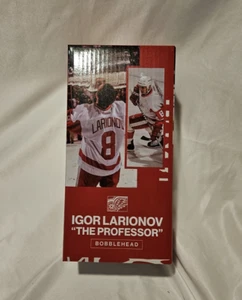 LARIONOV
8
IGOR LARIONOV
"THE PROFESSOR"
BOBBLEHEAD